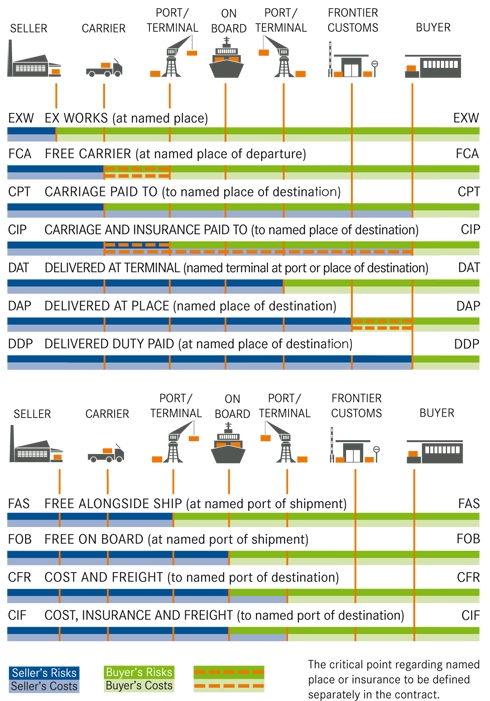 SELLER CARRIER PORT/ TERMINAL ON BOARD PORT/ TERMINAL FRONTIER CUSTOMS BUYER
EXW EX WORKS (at named place) EXW
FCA FREE CARRIER (at named place of departure) FCA
CPT CARRIAGE PAID TO (to named place of destination) CPT
CIP CARRIAGE AND INSURANCE PAID TO (to named place of destination) CIP
DAT DELIVERED AT TERMINAL (named terminal at port or place of destination) DAT
DAP DELIVERED AT PLACE (named place of destination) DAP
DDP DELIVERED DUTY PAID (at named place of destination) DDP
SELLER CARRIER PORT/ TERMINAL ON BOARD PORT/ TERMINAL FRONTIER CUSTOMS BUYER
FAS FREE ALONGSIDE SHIP (at named port of shipment) FAS
FOB FREE ON BOARD (at named port of shipment) FOB
CFR COST AND FREIGHT (to named port of destination) CFR
CIF COST, INSURANCE AND FREIGHT (to named port of destination) CIF
Seller's Risks
Seller's Costs
Buyer's Risks
Buyer's Costs
The critical point regarding named
place or insurance to be defined
separately in the contract.